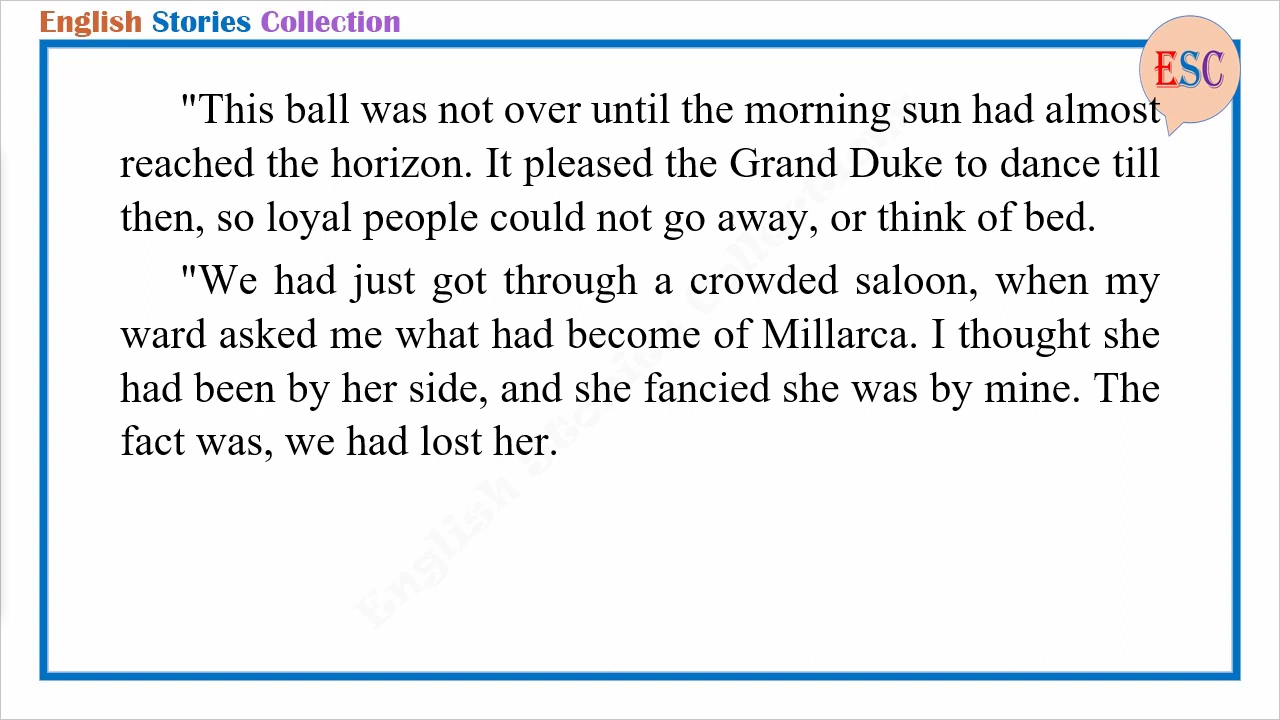 English Stories Collection
ESC
"This ball was not over until the morning sun had almost
reached the horizon. It pleased the Grand Duke to dance till
then, so loyal people could not go away, or think of bed.
"We had just got through a crowded saloon, when my
ward asked me what had become of Millarca. I thought she
had been by her side, and she fancied she was by mine. The
fact was, we had lost her.
English Stories Collection